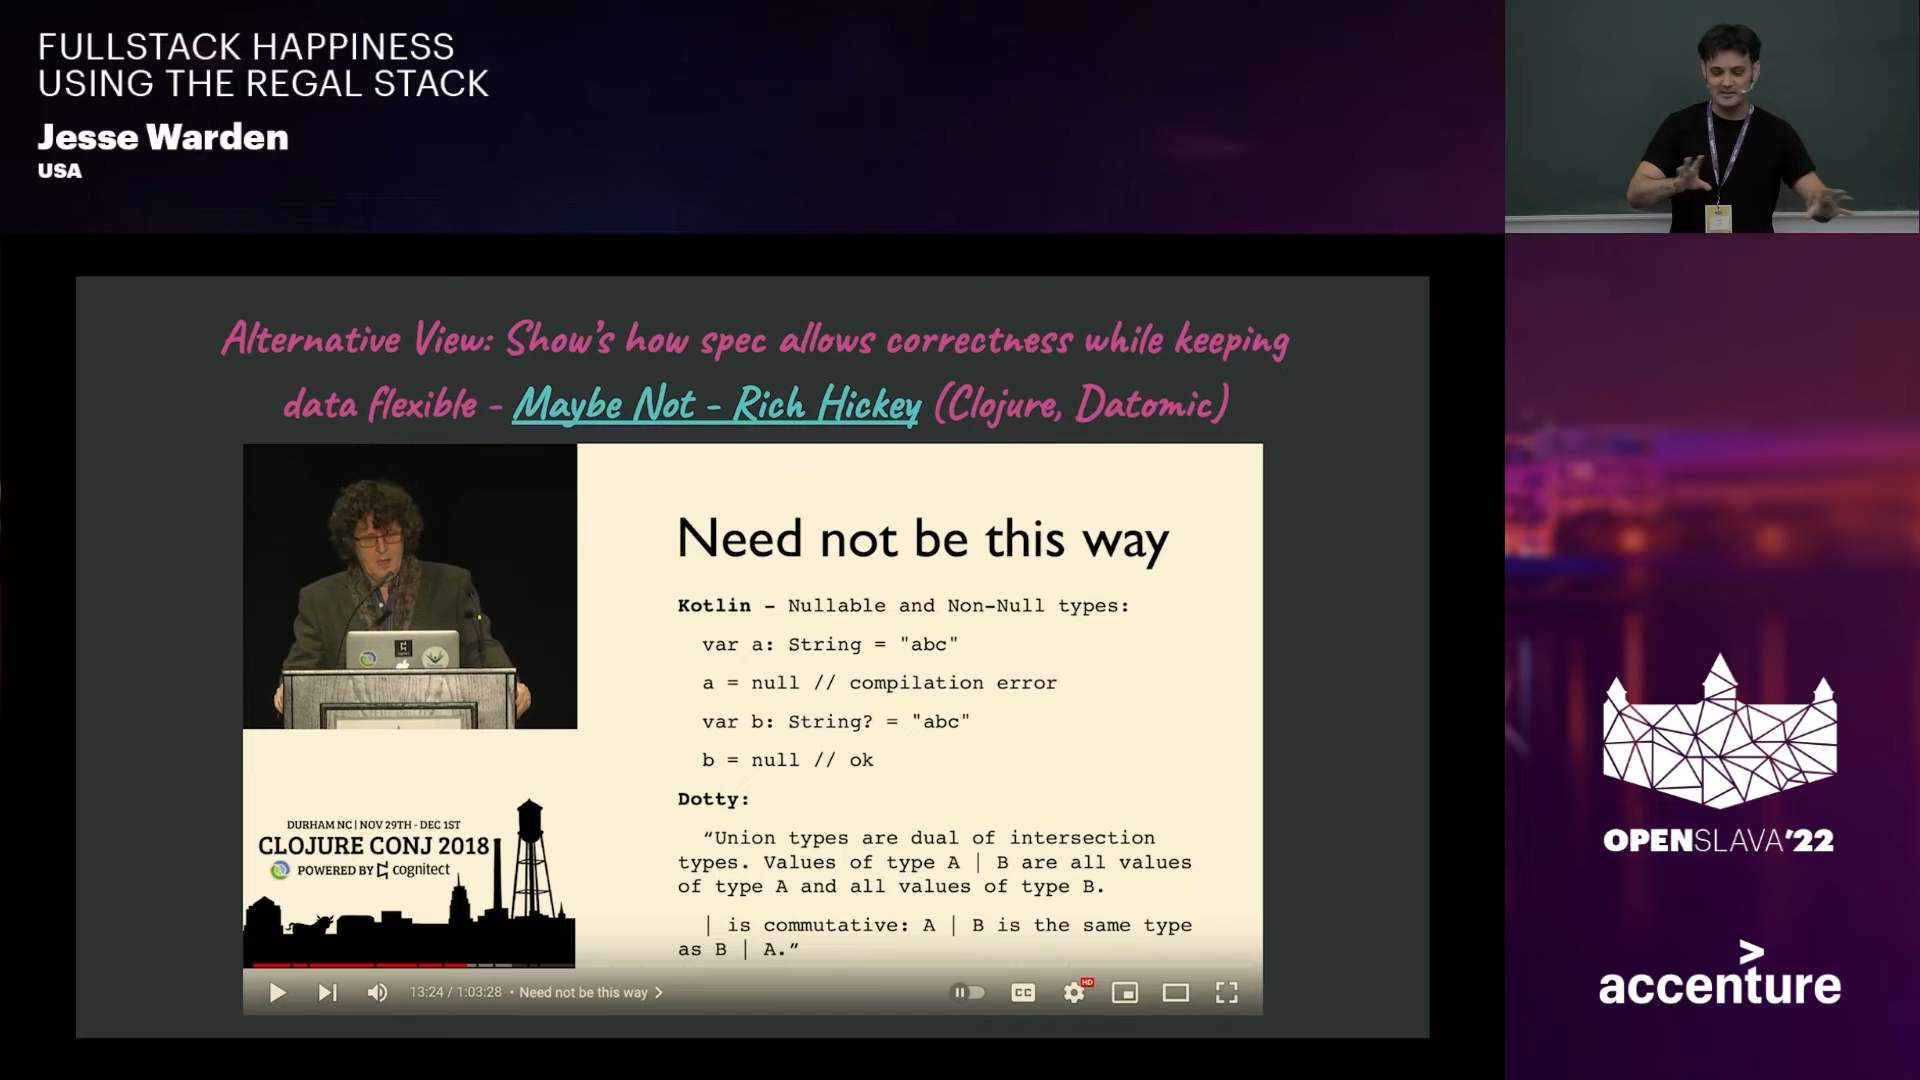 FULLSTACK HAPPINESS
USING THE REGAL STACK
Jesse Warden
USA
Alternative View: Show's how spec allows correctness while keeping
data flexible - Maybe Not - Rich Hickey (Clojure, Datomic)
Need not be this way
Kotlin - Nullable and Non-Null types:
var a: String = "abc"
a = null // compilation error
var b: String? = "abc"
b = null // ok
Dotty:
“Union types are dual of intersection
types. Values of type A | B are all values
of type A and all values of type B.
| is commutative: A | B is the same type
as B | A.”
DURHAM NC | NOV 29TH - DEC 1ST
CLOJURE CONJ 2018
POWERED BY cognitect
13:24 / 1:03:28 • Need not be this way >
CC
HD
OPENSLAVA'22
accenture